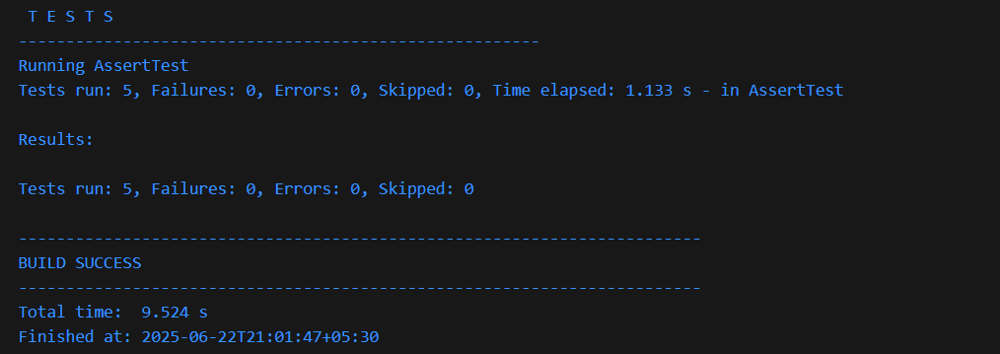 T E S T S
-------------------------------------------------------
Running AssertTest
Tests run: 5, Failures: 0, Errors: 0, Skipped: 0, Time elapsed: 1.133 s - in AssertTest
Results:
Tests run: 5, Failures: 0, Errors: 0, Skipped: 0
------------------------------------------------------------------------
BUILD SUCCESS
------------------------------------------------------------------------
Total time:  9.524 s
Finished at: 2025-06-22T21:01:47+05:30